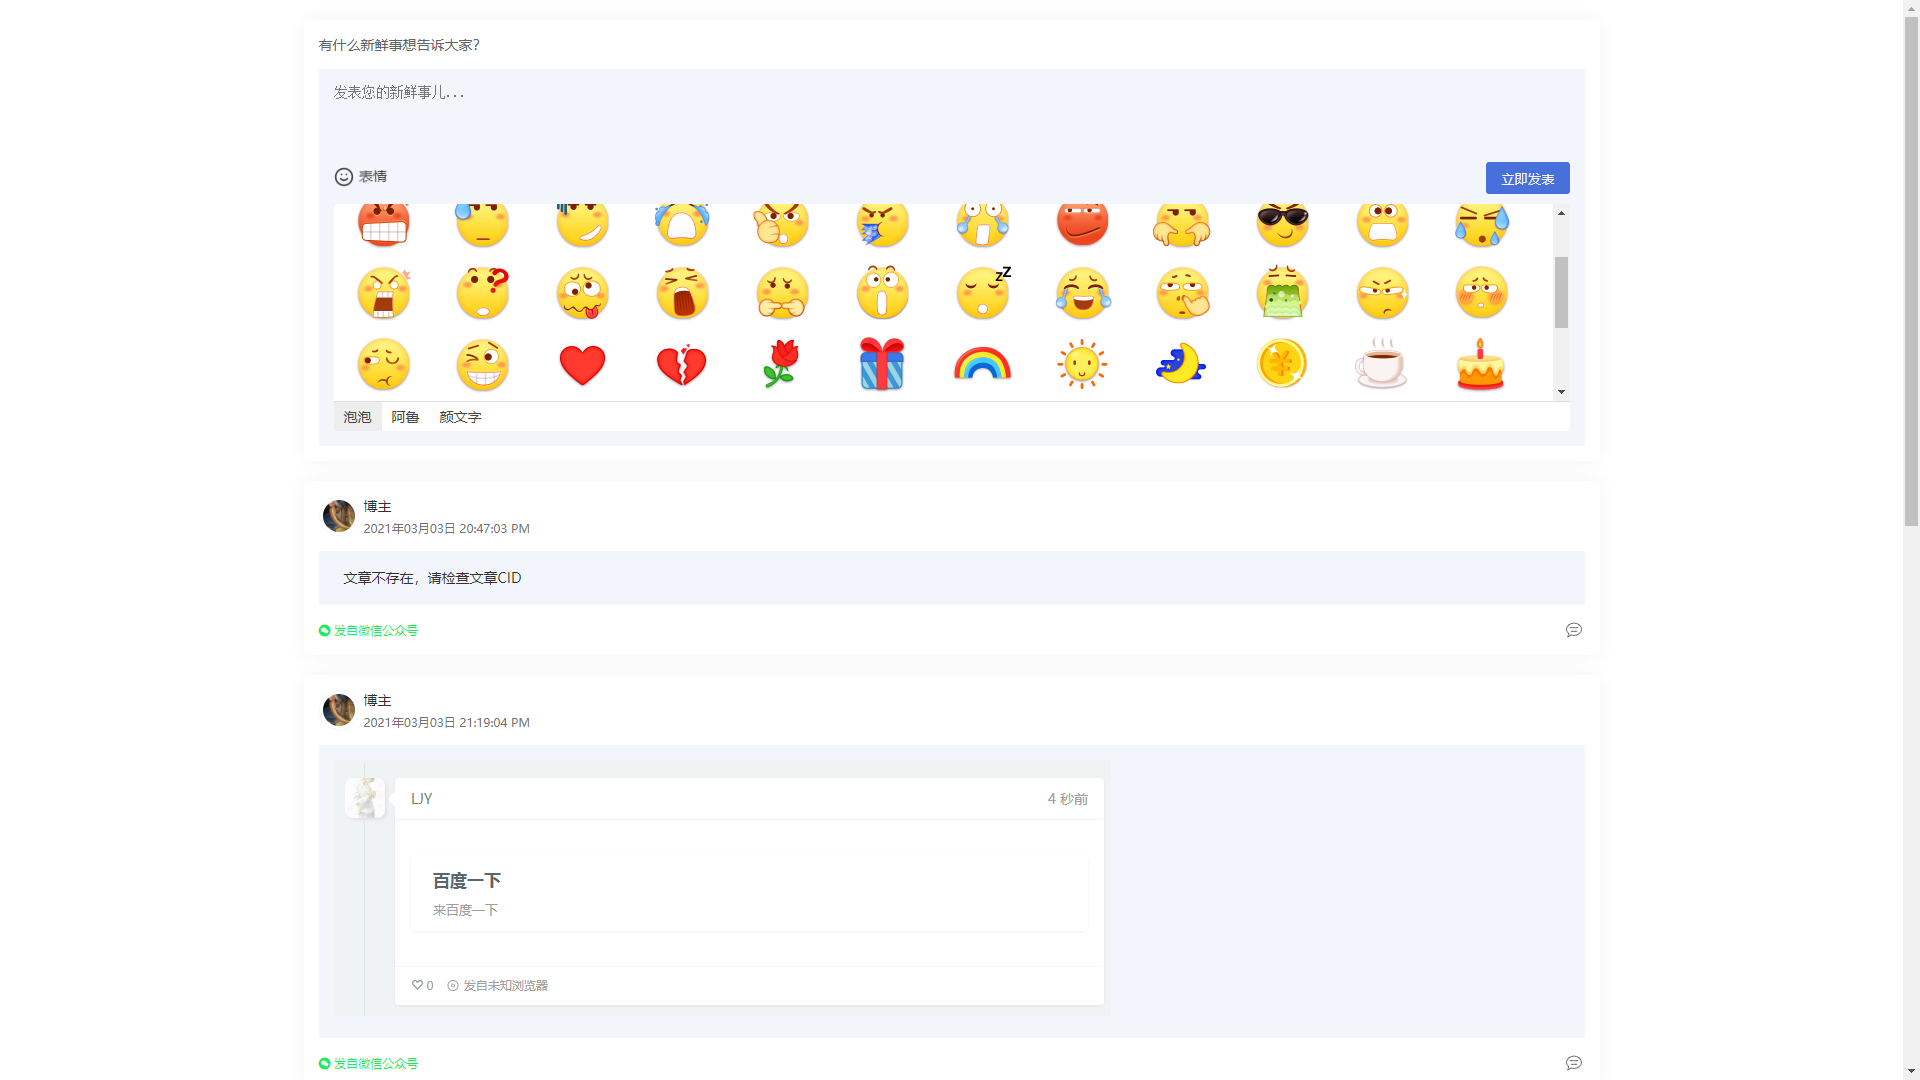 有什么新鲜事想告诉大家？
发表您的新鲜事儿...
表情
立即发表
泡泡 阿鲁 颜文字
博主
2021年03月03日 20:47:03 PM
文章不存在，请检查文章CID
发自微信公众号
博主
2021年03月03日 21:19:04 PM
LJY 4 秒前
百度一下
来百度一下
0 发自未知浏览器
发自微信公众号